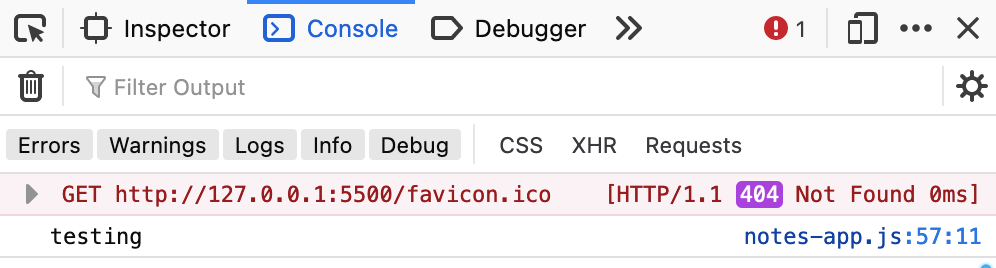 Inspector Console Debugger 1
Filter Output
Errors Warnings Logs Info Debug CSS XHR Requests
GET http://127.0.0.1:5500/favicon.ico [HTTP/1.1 404 Not Found 0ms]
testing notes-app.js:57:11